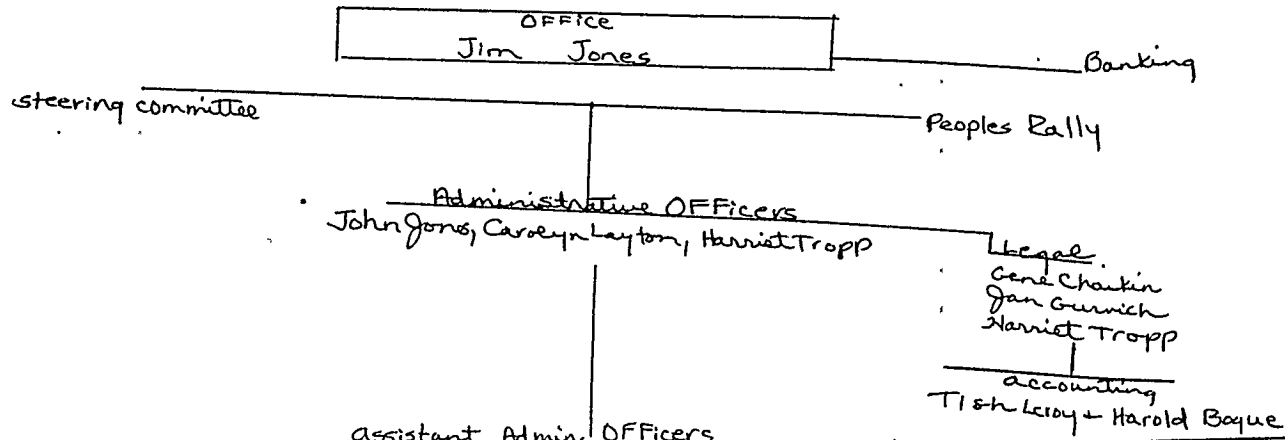 OFFice
Jim Jones
Banking
steering committee
Peoples Rally
Administrative OFFicers
John Jones, Carolyn Layton, Harriet Tropp
Legal
Gene Chaikin
Jan Gurvich
Harriet Tropp
accounting
Tish Leroy + Harold Bogue
assistant Admin. OFFicers